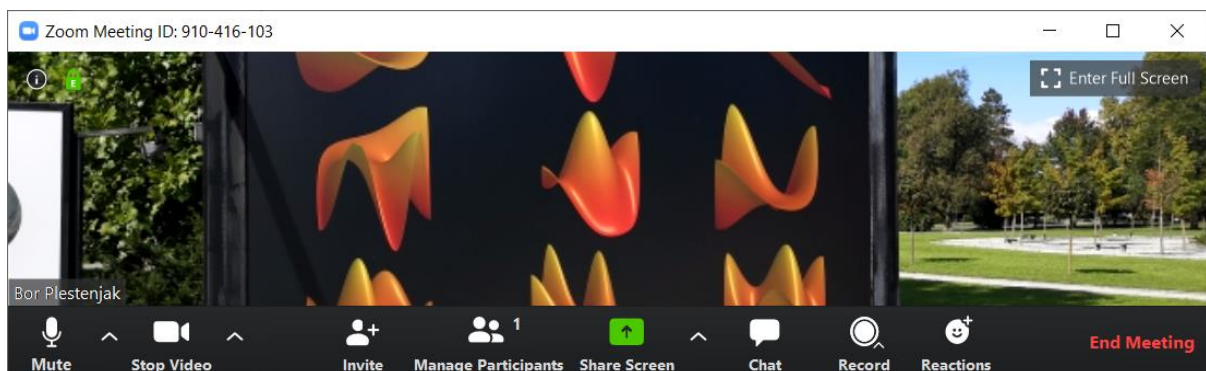 Zoom Meeting ID: 910-416-103
E
Enter Full Screen
Bor Plestenjak
1
Mute
Stop Video
Invite
Manage Participants
Share Screen
Chat
Record
Reactions
End Meeting